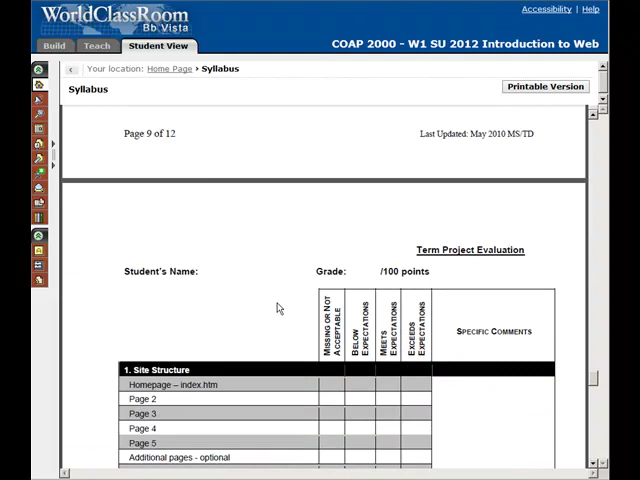 WorldClassRoom
Bb Vista
Accessibility | Help
Build
Teach
Student View
COAP 2000 - W1 SU 2012 Introduction to Web
Your location: Home Page › Syllabus
Syllabus
Printable Version
Page 9 of 12
Last Updated: May 2010 MS/TD
Term Project Evaluation
Student's Name:
Grade:
/100 points
MISSING OR NOT ACCEPTABLE
BELOW EXPECTATIONS
MEETS EXPECTATIONS
EXCEEDS EXPECTATIONS
SPECIFIC COMMENTS
1. Site Structure
Homepage – index.htm
Page 2
Page 3
Page 4
Page 5
Additional pages - optional